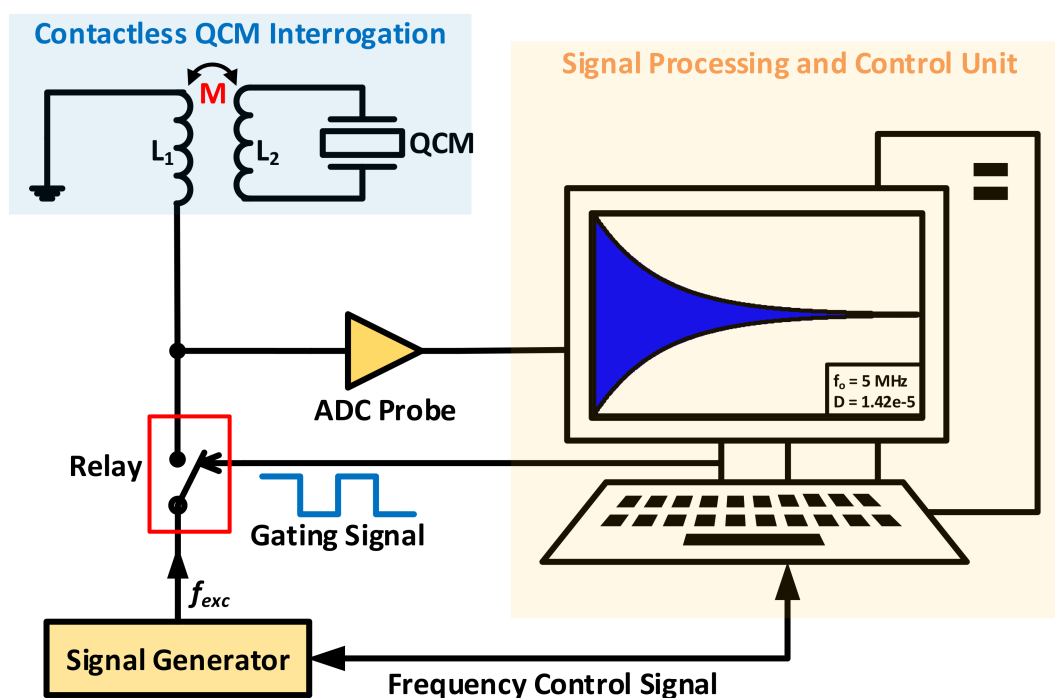 Contactless QCM Interrogation
Signal Processing and Control Unit
M
L₁
L₂
QCM
fₒ = 5 MHz
D = 1.42e-5
ADC Probe
Relay
Gating Signal
f_exc
Signal Generator
Frequency Control Signal